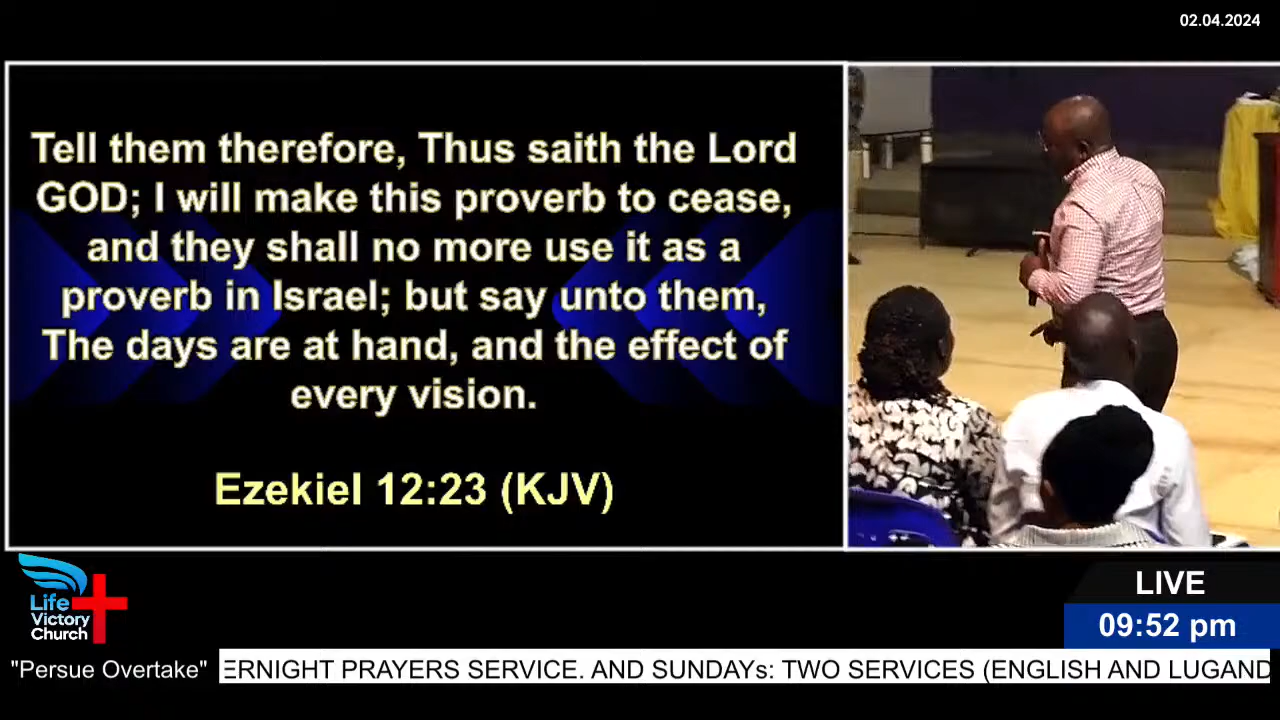 02.04.2024
Tell them therefore, Thus saith the Lord
GOD; I will make this proverb to cease,
and they shall no more use it as a
proverb in Israel; but say unto them,
The days are at hand, and the effect of
every vision.
Ezekiel 12:23 (KJV)
Life
Victory
Church
LIVE
09:52 pm
"Persue Overtake"
ERNIGHT PRAYERS SERVICE. AND SUNDAYs: TWO SERVICES (ENGLISH AND LUGAND